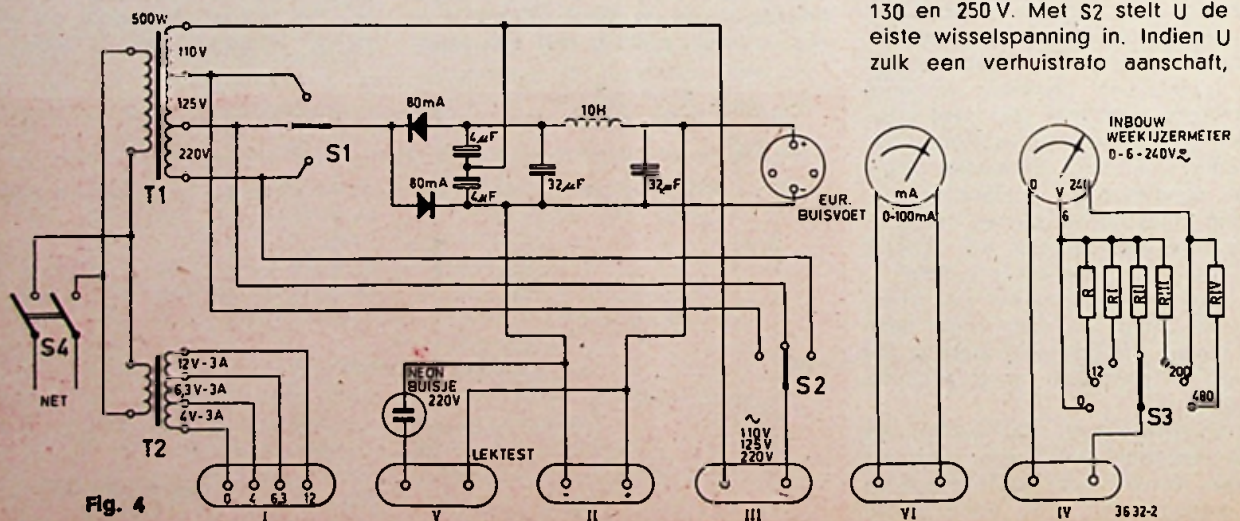 130 en 250 V. Met S2 stelt U de
eiste wisselspanning in. Indien U
zulk een verhuistrafo aanschaft,
500W
110V
125V
220V
T1
S1
80mA
80mA
4µF
4µF
32µF
10H
32µF
+
-
EUR.
BUISVOET
mA
0-100mA
INBOUW
WEEKIJZERMETER
0-6-240V≂
0
V
240
6
R
RI
RII
RIII
RIV
12
0
200
480
S3
S4
NET
T2
12V-3A
6,3V-3A
4V-3A
0
4
6,3
12
I
NEON
BUISJE
220V
LEKTEST
V
-
+
II
~
110V
125V
220V
S2
III
VI
IV
3632-2
Fig. 4